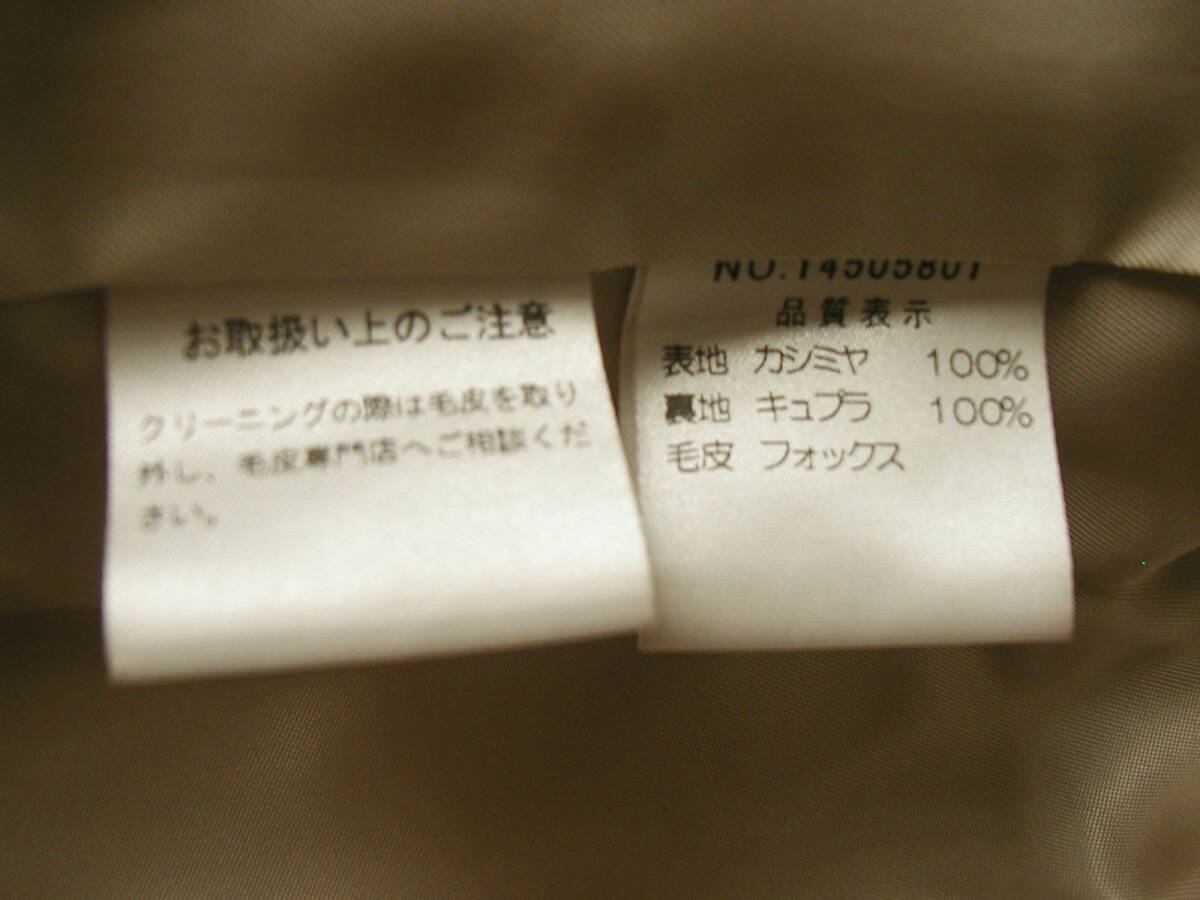 お取扱い上のご注意
クリーニングの際は毛皮を取り
外し、毛皮専門店へご相談くだ
さい。
NO.14505801
品質表示
表地 カシミヤ 100%
裏地 キュプラ 100%
毛皮 フォックス